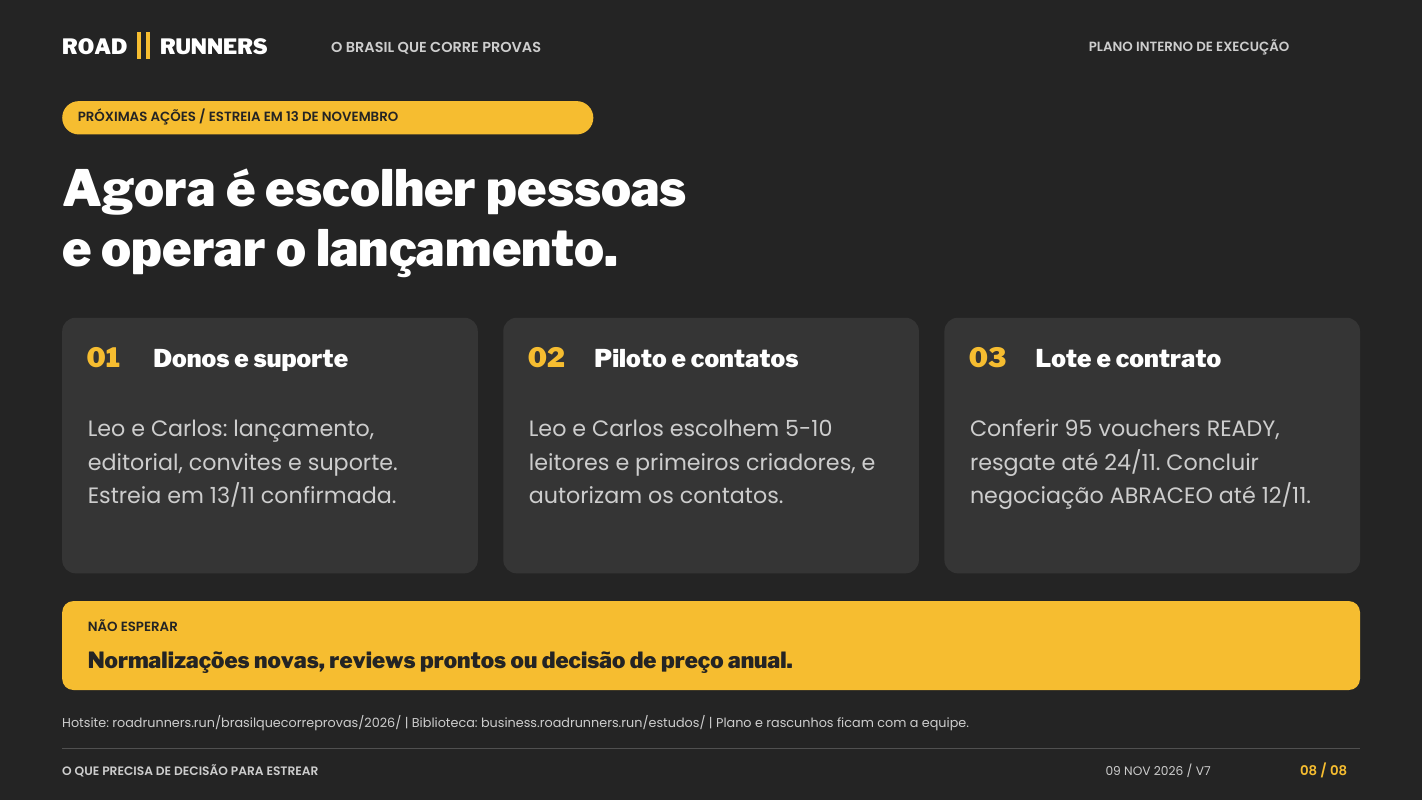 ROAD || RUNNERS
O BRASIL QUE CORRE PROVAS
PLANO INTERNO DE EXECUÇÃO
PRÓXIMAS AÇÕES / ESTREIA EM 13 DE NOVEMBRO
Agora é escolher pessoas
e operar o lançamento.
01 Donos e suporte
Leo e Carlos: lançamento,
editorial, convites e suporte.
Estreia em 13/11 confirmada.
02 Piloto e contatos
Leo e Carlos escolhem 5-10
leitores e primeiros criadores, e
autorizam os contatos.
03 Lote e contrato
Conferir 95 vouchers READY,
resgate até 24/11. Concluir
negociação ABRACEO até 12/11.
NÃO ESPERAR
Normalizações novas, reviews prontos ou decisão de preço anual.
Hotsite: roadrunners.run/brasilquecorreprovas/2026/ | Biblioteca: business.roadrunners.run/estudos/ | Plano e rascunhos ficam com a equipe.
O QUE PRECISA DE DECISÃO PARA ESTREAR
09 NOV 2026 / V7
08 / 08